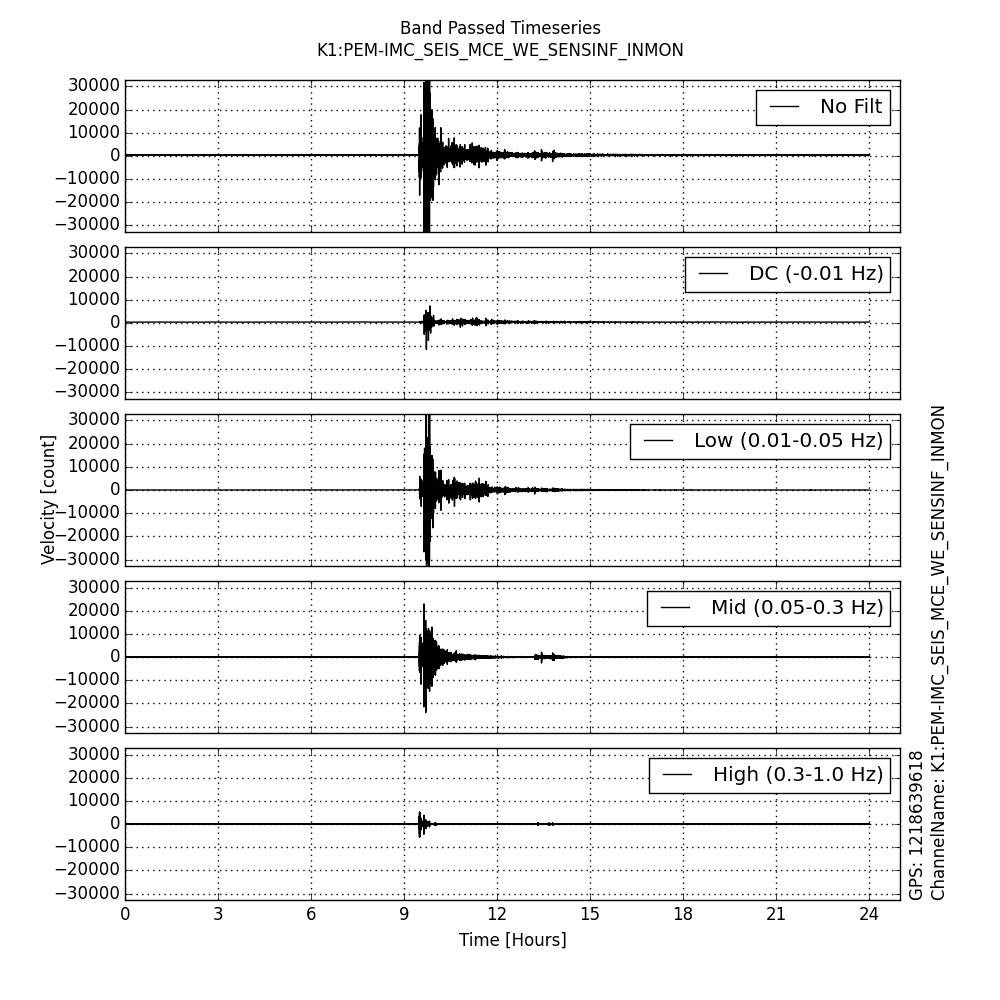 Band Passed Timeseries
K1:PEM-IMC_SEIS_MCE_WE_SENSINF_INMON
30000
20000
10000
0
−10000
−20000
−30000
No Filt
30000
20000
10000
0
−10000
−20000
−30000
DC (-0.01 Hz)
30000
20000
10000
0
−10000
−20000
−30000
Low (0.01-0.05 Hz)
Velocity [count]
30000
20000
10000
0
−10000
−20000
−30000
Mid (0.05-0.3 Hz)
30000
20000
10000
0
−10000
−20000
−30000
High (0.3-1.0 Hz)
0 3 6 9 12 15 18 21 24
Time [Hours]
GPS: 1218639618
ChannelName: K1:PEM-IMC_SEIS_MCE_WE_SENSINF_INMON